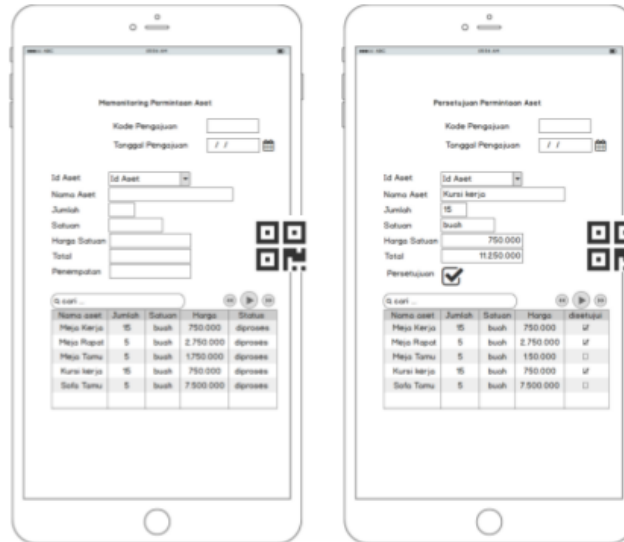 Memonitoring Permintaan Aset
Kode Pengajuan
Tanggal Pengajuan / /
Id Aset Id Aset
Nama Aset
Jumlah
Satuan
Harga Satuan
Total
Penempatan
cari ...
Nama aset Jumlah Satuan Harga Status
Meja Kerja 15 buah 750.000 diproses
Meja Rapat 5 buah 2.750.000 diproses
Meja Tamu 5 buah 1.750.000 diproses
Kursi kerja 15 buah 750.000 diproses
Sofa Tamu 5 buah 7.500.000 diproses
Persetujuan Permintaan Aset
Kode Pengajuan
Tanggal Pengajuan / /
Id Aset Id Aset
Nama Aset Kursi kerja
Jumlah 15
Satuan buah
Harga Satuan 750.000
Total 11.250.000
Persetujuan
cari ...
Nama aset Jumlah Satuan Harga disetujui
Meja Kerja 15 buah 750.000
Meja Rapat 5 buah 2.750.000
Meja Tamu 5 buah 150.000
Kursi kerja 15 buah 750.000
Sofa Tamu 5 buah 7.500.000